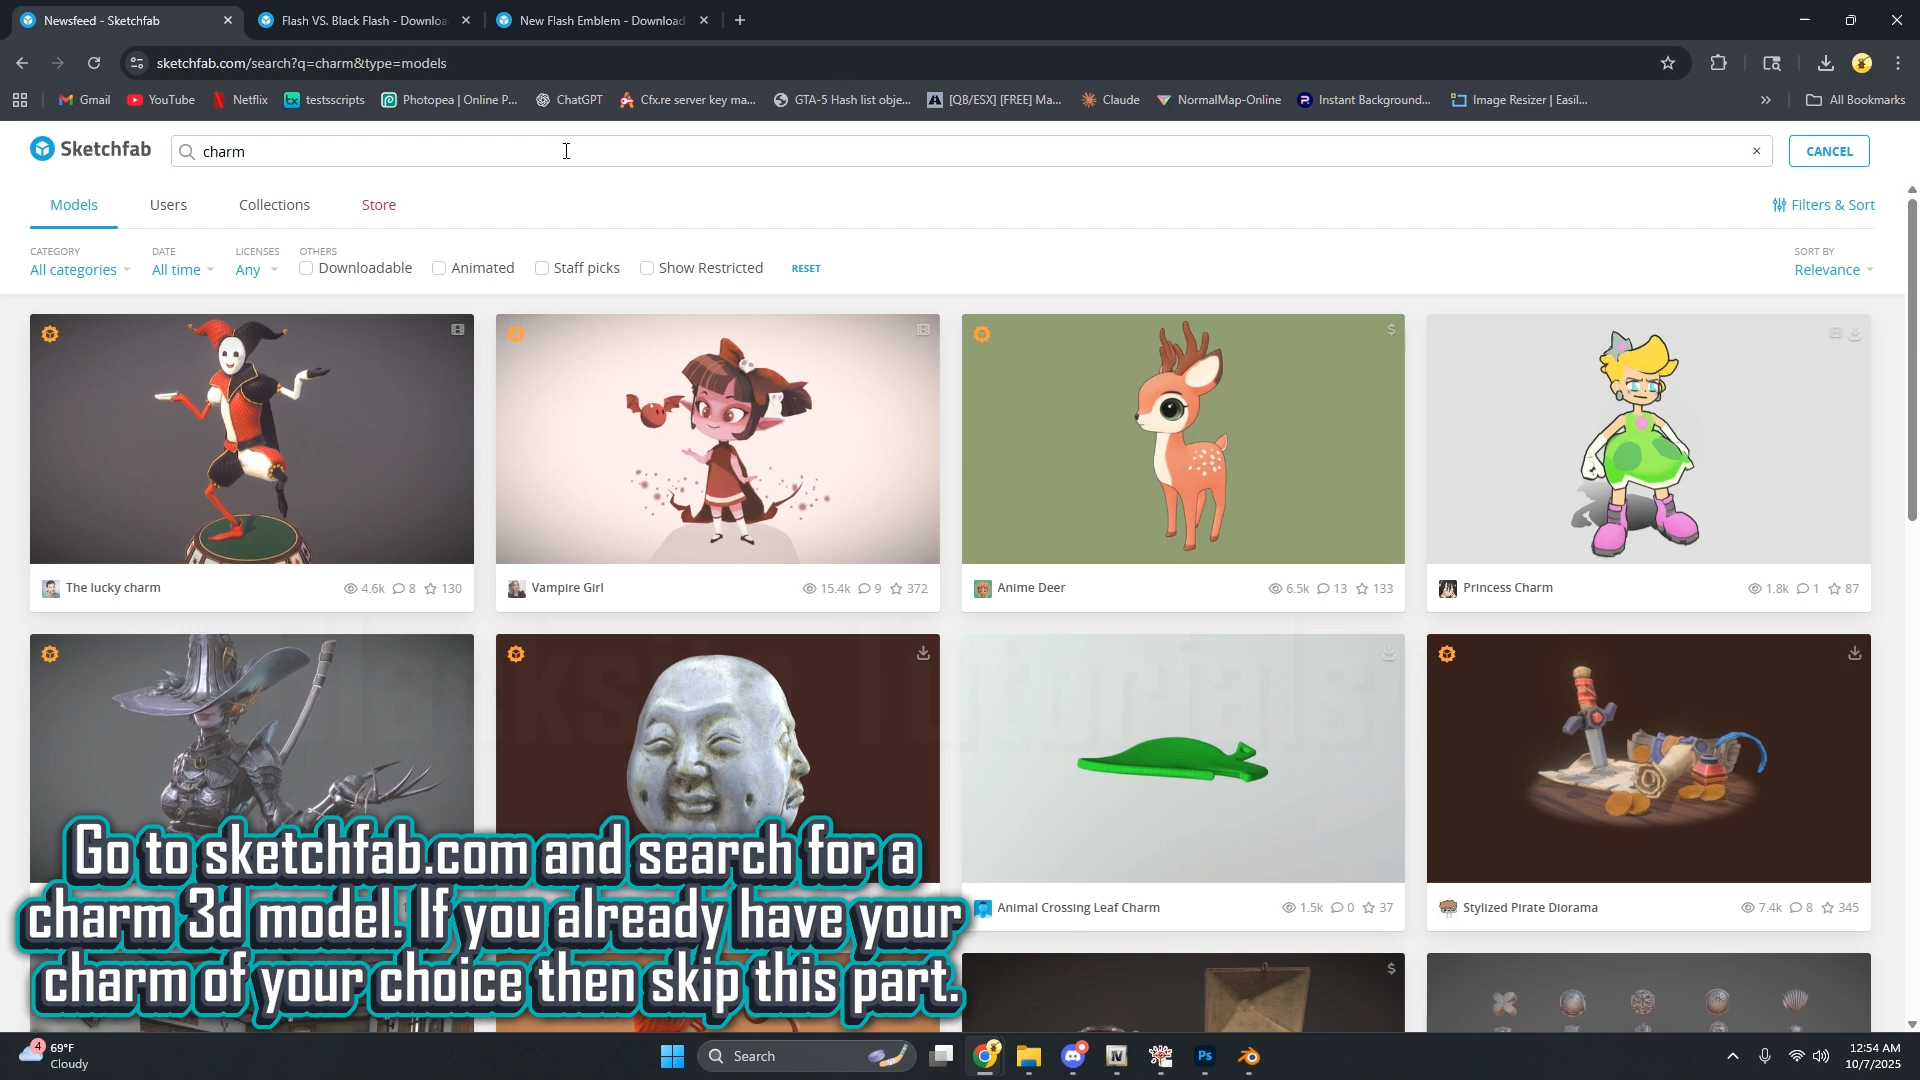 Newsfeed - Sketchfab
Flash VS. Black Flash - Downloa
New Flash Emblem - Download
sketchfab.com/search?q=charm&type=models
Gmail
YouTube
Netflix
testsscripts
Photopea | Online P...
ChatGPT
Cfx.re server key ma...
GTA-5 Hash list obje...
[QB/ESX] [FREE] Ma...
Claude
NormalMap-Online
Instant Background...
Image Resizer | Easil...
All Bookmarks
Sketchfab
charm
CANCEL
Models
Users
Collections
Store
Filters & Sort
CATEGORY
DATE
LICENSES
OTHERS
SORT BY
All categories
All time
Any
Downloadable
Animated
Staff picks
Show Restricted
RESET
Relevance
The lucky charm
4.6k
8
130
Vampire Girl
15.4k
9
372
Anime Deer
6.5k
13
133
Princess Charm
1.8k
1
87
Tutorials
Animal Crossing Leaf Charm
1.5k
0
37
Stylized Pirate Diorama
7.4k
8
345
Go to sketchfab.com and search for a
charm 3d model. If you already have your
charm of your choice then skip this part.
4
69°F
Cloudy
Search
Ps
12:54 AM
10/7/2025